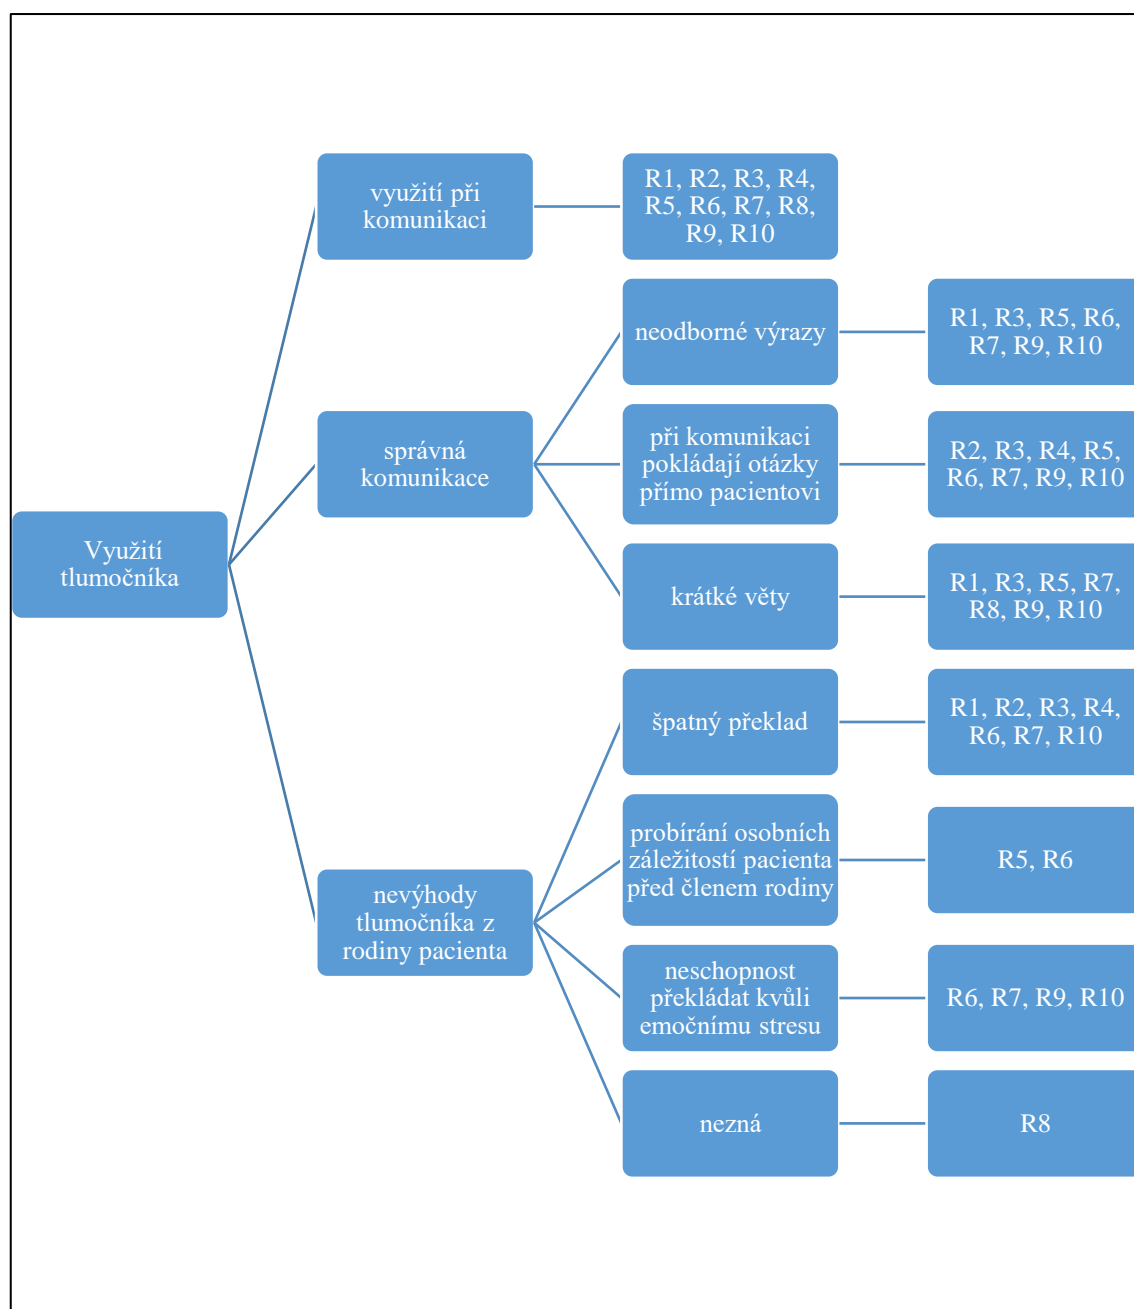 Využití
tlumočníka
využití při
komunikaci
R1, R2, R3, R4,
R5, R6, R7, R8,
R9, R10
správná
komunikace
neodborné výrazy
R1, R3, R5, R6,
R7, R9, R10
při komunikaci
pokládají otázky
přímo pacientovi
R2, R3, R4, R5,
R6, R7, R9, R10
krátké věty
R1, R3, R5, R7,
R8, R9, R10
nevýhody
tlumočníka z
rodiny pacienta
špatný překlad
R1, R2, R3, R4,
R6, R7, R10
probírání osobních
záležitostí pacienta
před členem rodiny
R5, R6
neschopnost
překládat kvůli
emočnímu stresu
R6, R7, R9, R10
nezná
R8